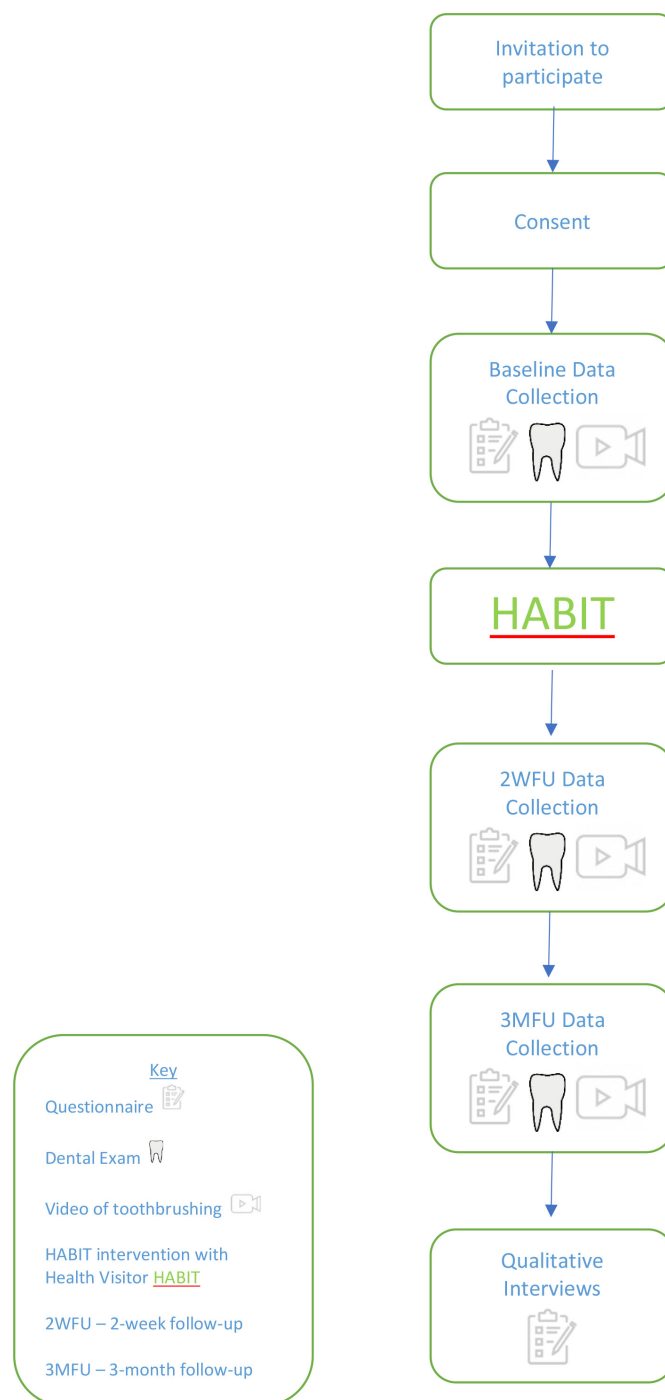 Invitation to
participate
Consent
Baseline Data
Collection
HABIT
2WFU Data
Collection
3MFU Data
Collection
Qualitative
Interviews
Key
Questionnaire
Dental Exam
Video of toothbrushing
HABIT intervention with
Health Visitor HABIT
2WFU – 2-week follow-up
3MFU – 3-month follow-up